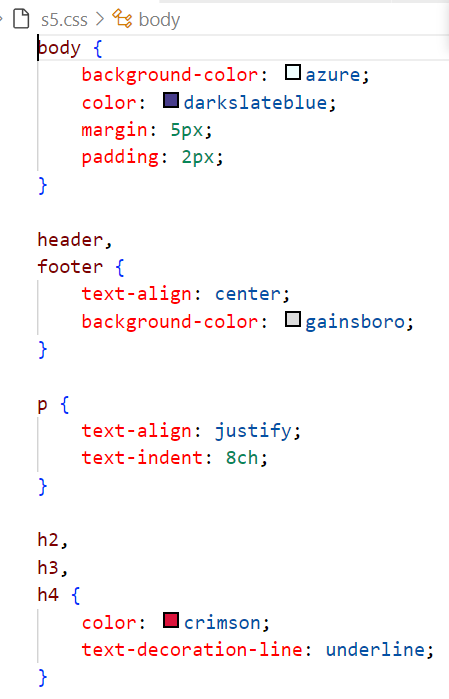 s5.css > body
body {
    background-color: azure;
    color: darkslateblue;
    margin: 5px;
    padding: 2px;
}

header,
footer {
    text-align: center;
    background-color: gainsboro;
}

p {
    text-align: justify;
    text-indent: 8ch;
}

h2,
h3,
h4 {
    color: crimson;
    text-decoration-line: underline;
}